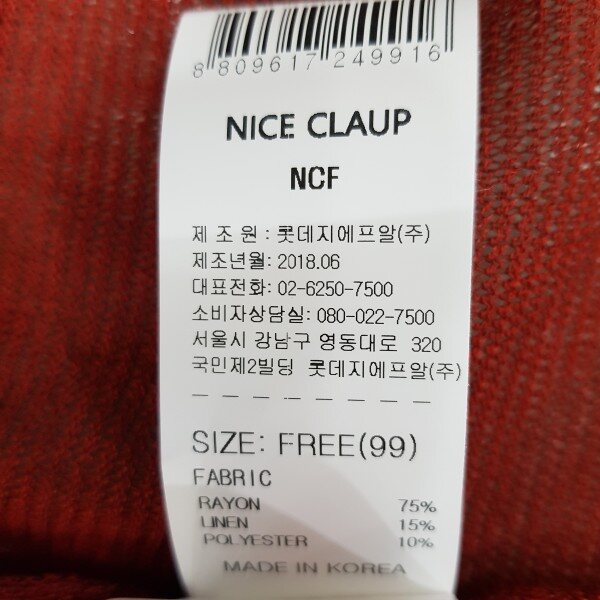 8 809617 249916
NICE CLAUP
NCF
제 조 원 : 롯데지에프알(주)
제조년월: 2018.06
대표전화: 02-6250-7500
소비자상담실: 080-022-7500
서울시 강남구 영동대로 320
국민제2빌딩 롯데지에프알(주)
SIZE: FREE(99)
FABRIC
RAYON 75%
LINEN 15%
POLYESTER 10%
MADE IN KOREA